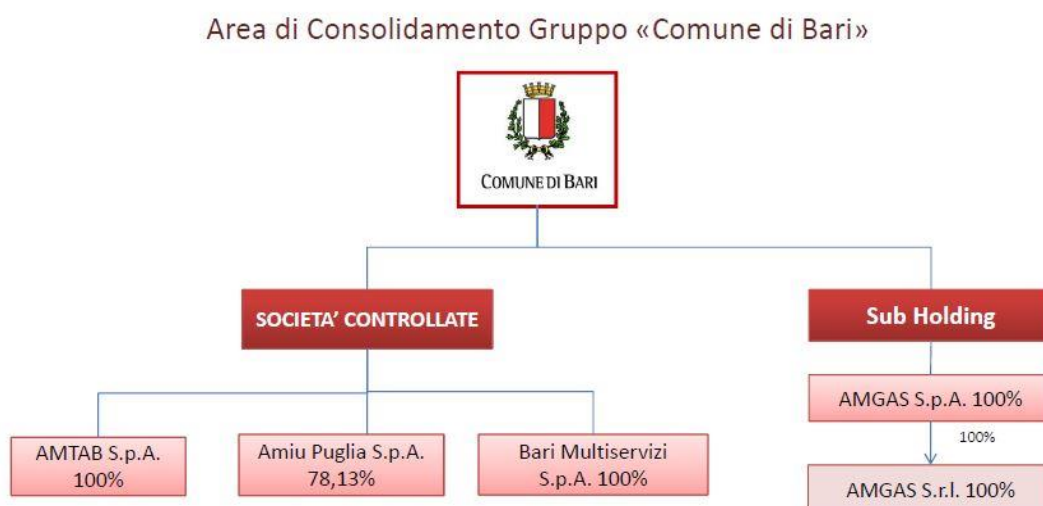 Area di Consolidamento Gruppo «Comune di Bari»
COMUNE DI BARI
SOCIETA’ CONTROLLATE
Sub Holding
AMTAB S.p.A.
100%
Amiu Puglia S.p.A.
78,13%
Bari Multiservizi
S.p.A. 100%
AMGAS S.p.A. 100%
100%
AMGAS S.r.l. 100%